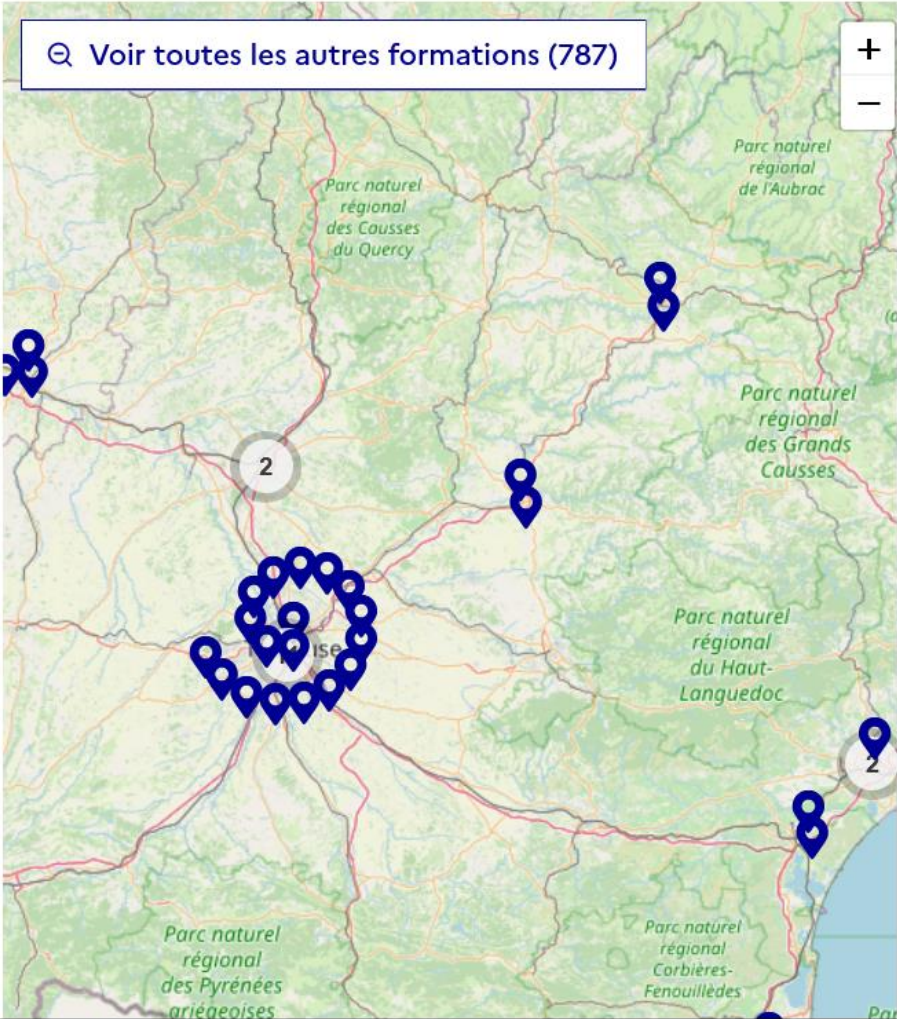 Voir toutes les autres formations (787)
+
−
Parc naturel
régional
de l'Aubrac
Parc naturel
régional
des Causses
du Quercy
Parc naturel
régional
des Grands
Causses
2
Parc naturel
régional
du Haut-
Languedoc
2
Parc naturel
régional
des Pyrénées
ariégeoises
Parc naturel
régional
Corbières-
Fenouillèdes